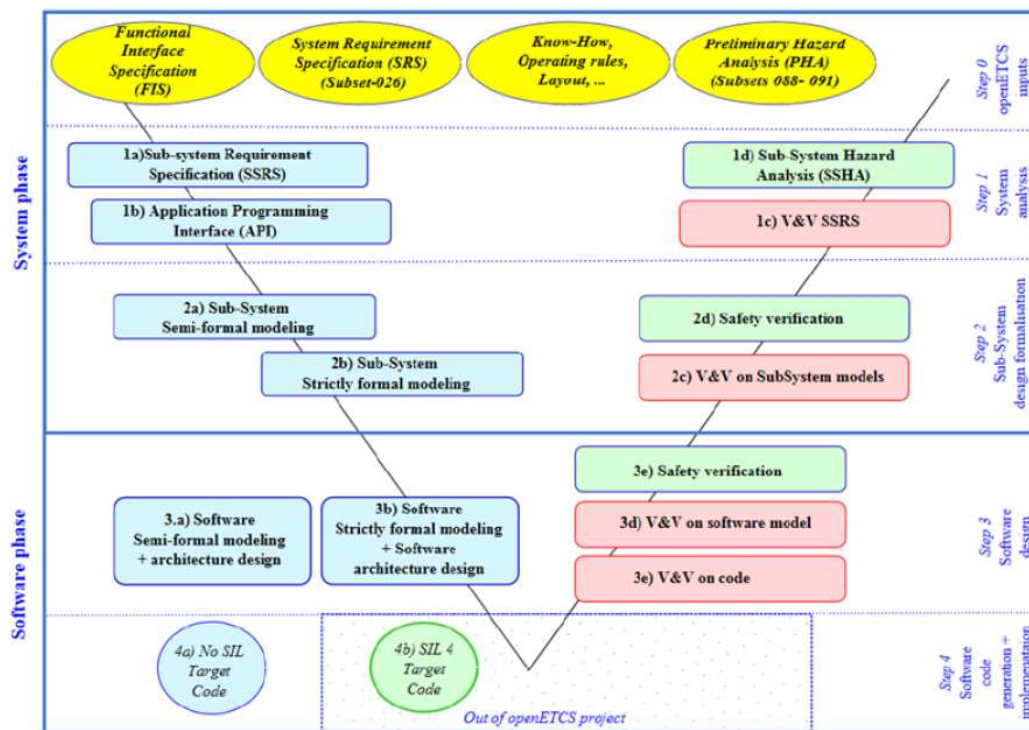 Functional
Interface
Specification
(FIS)
System Requirement
Specification (SRS)
(Subset-026)
Know-How,
Operating rules,
Layout, ...
Preliminary Hazard
Analysis (PHA)
(Subsets 088- 091)
Step 0
openETCS
inputs
System phase
1a)Sub-system Requirement
Specification (SSRS)
1d) Sub-System Hazard
Analysis (SSHA)
1b) Application Programming
Interface (API)
1c) V&V SSRS
Step 1
System
analysis
2a) Sub-System
Semi-formal modeling
2d) Safety verification
2b) Sub-System
Strictly formal modeling
2c) V&V on SubSystem models
Step 2
Sub-System
design formalisation
Software phase
3e) Safety verification
3.a) Software
Semi-formal modeling
+ architecture design
3b) Software
Strictly formal modeling
+ Software
architecture design
3d) V&V on software model
3e) V&V on code
Step 3
Software
design
4a) No SIL
Target
Code
4b) SIL 4
Target
Code
Out of openETCS project
Step 4
Software
code
generation +
implementaion